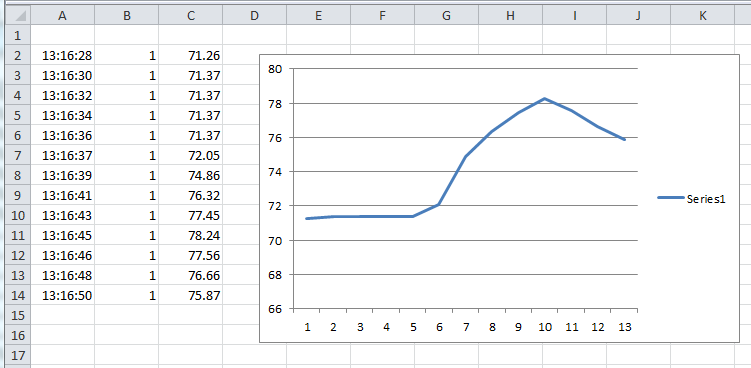 A B C D E F G H I J K
1
2 13:16:28 1 71.26
3 13:16:30 1 71.37
4 13:16:32 1 71.37
5 13:16:34 1 71.37
6 13:16:36 1 71.37
7 13:16:37 1 72.05
8 13:16:39 1 74.86
9 13:16:41 1 76.32
10 13:16:43 1 77.45
11 13:16:45 1 78.24
12 13:16:46 1 77.56
13 13:16:48 1 76.66
14 13:16:50 1 75.87
15
16
17
80
78
76
74
72
70
68
66
1 2 3 4 5 6 7 8 9 10 11 12 13
Series1